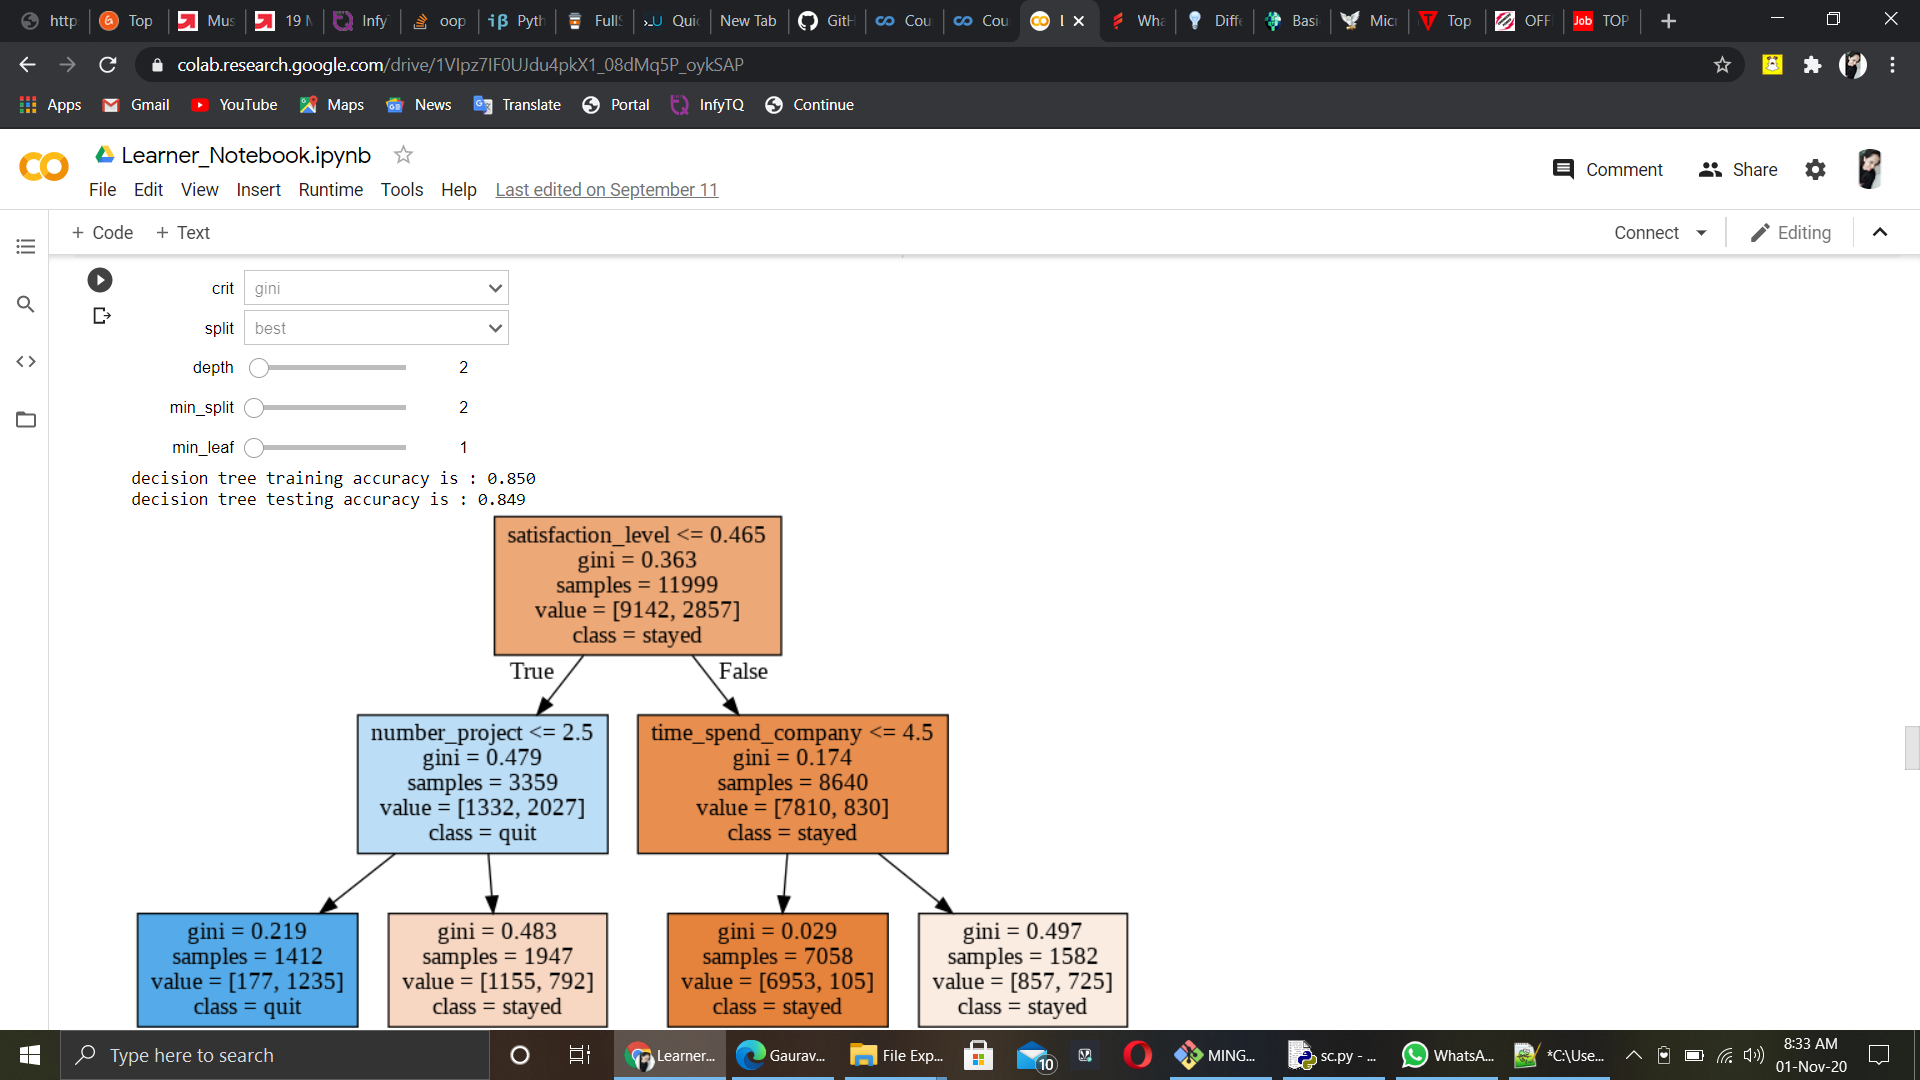 http
Top
Mus
19 M
Infy
oop
Pyth
FullS
Quic
New Tab
GitH
Cour
Cou
Wha
Diffe
Basi
Micr
Top
OFF
TOP
colab.research.google.com/drive/1VIpz7IF0UJdu4pkX1_08dMq5P_oykSAP
Apps Gmail YouTube Maps News Translate Portal InfyTQ Continue
Learner_Notebook.ipynb
Comment Share
File Edit View Insert Runtime Tools Help Last edited on September 11
+ Code + Text
Connect Editing
crit gini
split best
depth 2
min_split 2
min_leaf 1
decision tree training accuracy is : 0.850
decision tree testing accuracy is : 0.849
satisfaction_level <= 0.465
gini = 0.363
samples = 11999
value = [9142, 2857]
class = stayed
True
False
number_project <= 2.5
gini = 0.479
samples = 3359
value = [1332, 2027]
class = quit
time_spend_company <= 4.5
gini = 0.174
samples = 8640
value = [7810, 830]
class = stayed
gini = 0.219
samples = 1412
value = [177, 1235]
class = quit
gini = 0.483
samples = 1947
value = [1155, 792]
class = stayed
gini = 0.029
samples = 7058
value = [6953, 105]
class = stayed
gini = 0.497
samples = 1582
value = [857, 725]
class = stayed
Type here to search
Learner...
Gaurav...
File Exp...
10
MING...
sc.py - ...
WhatsA...
*C:\Use...
8:33 AM
01-Nov-20